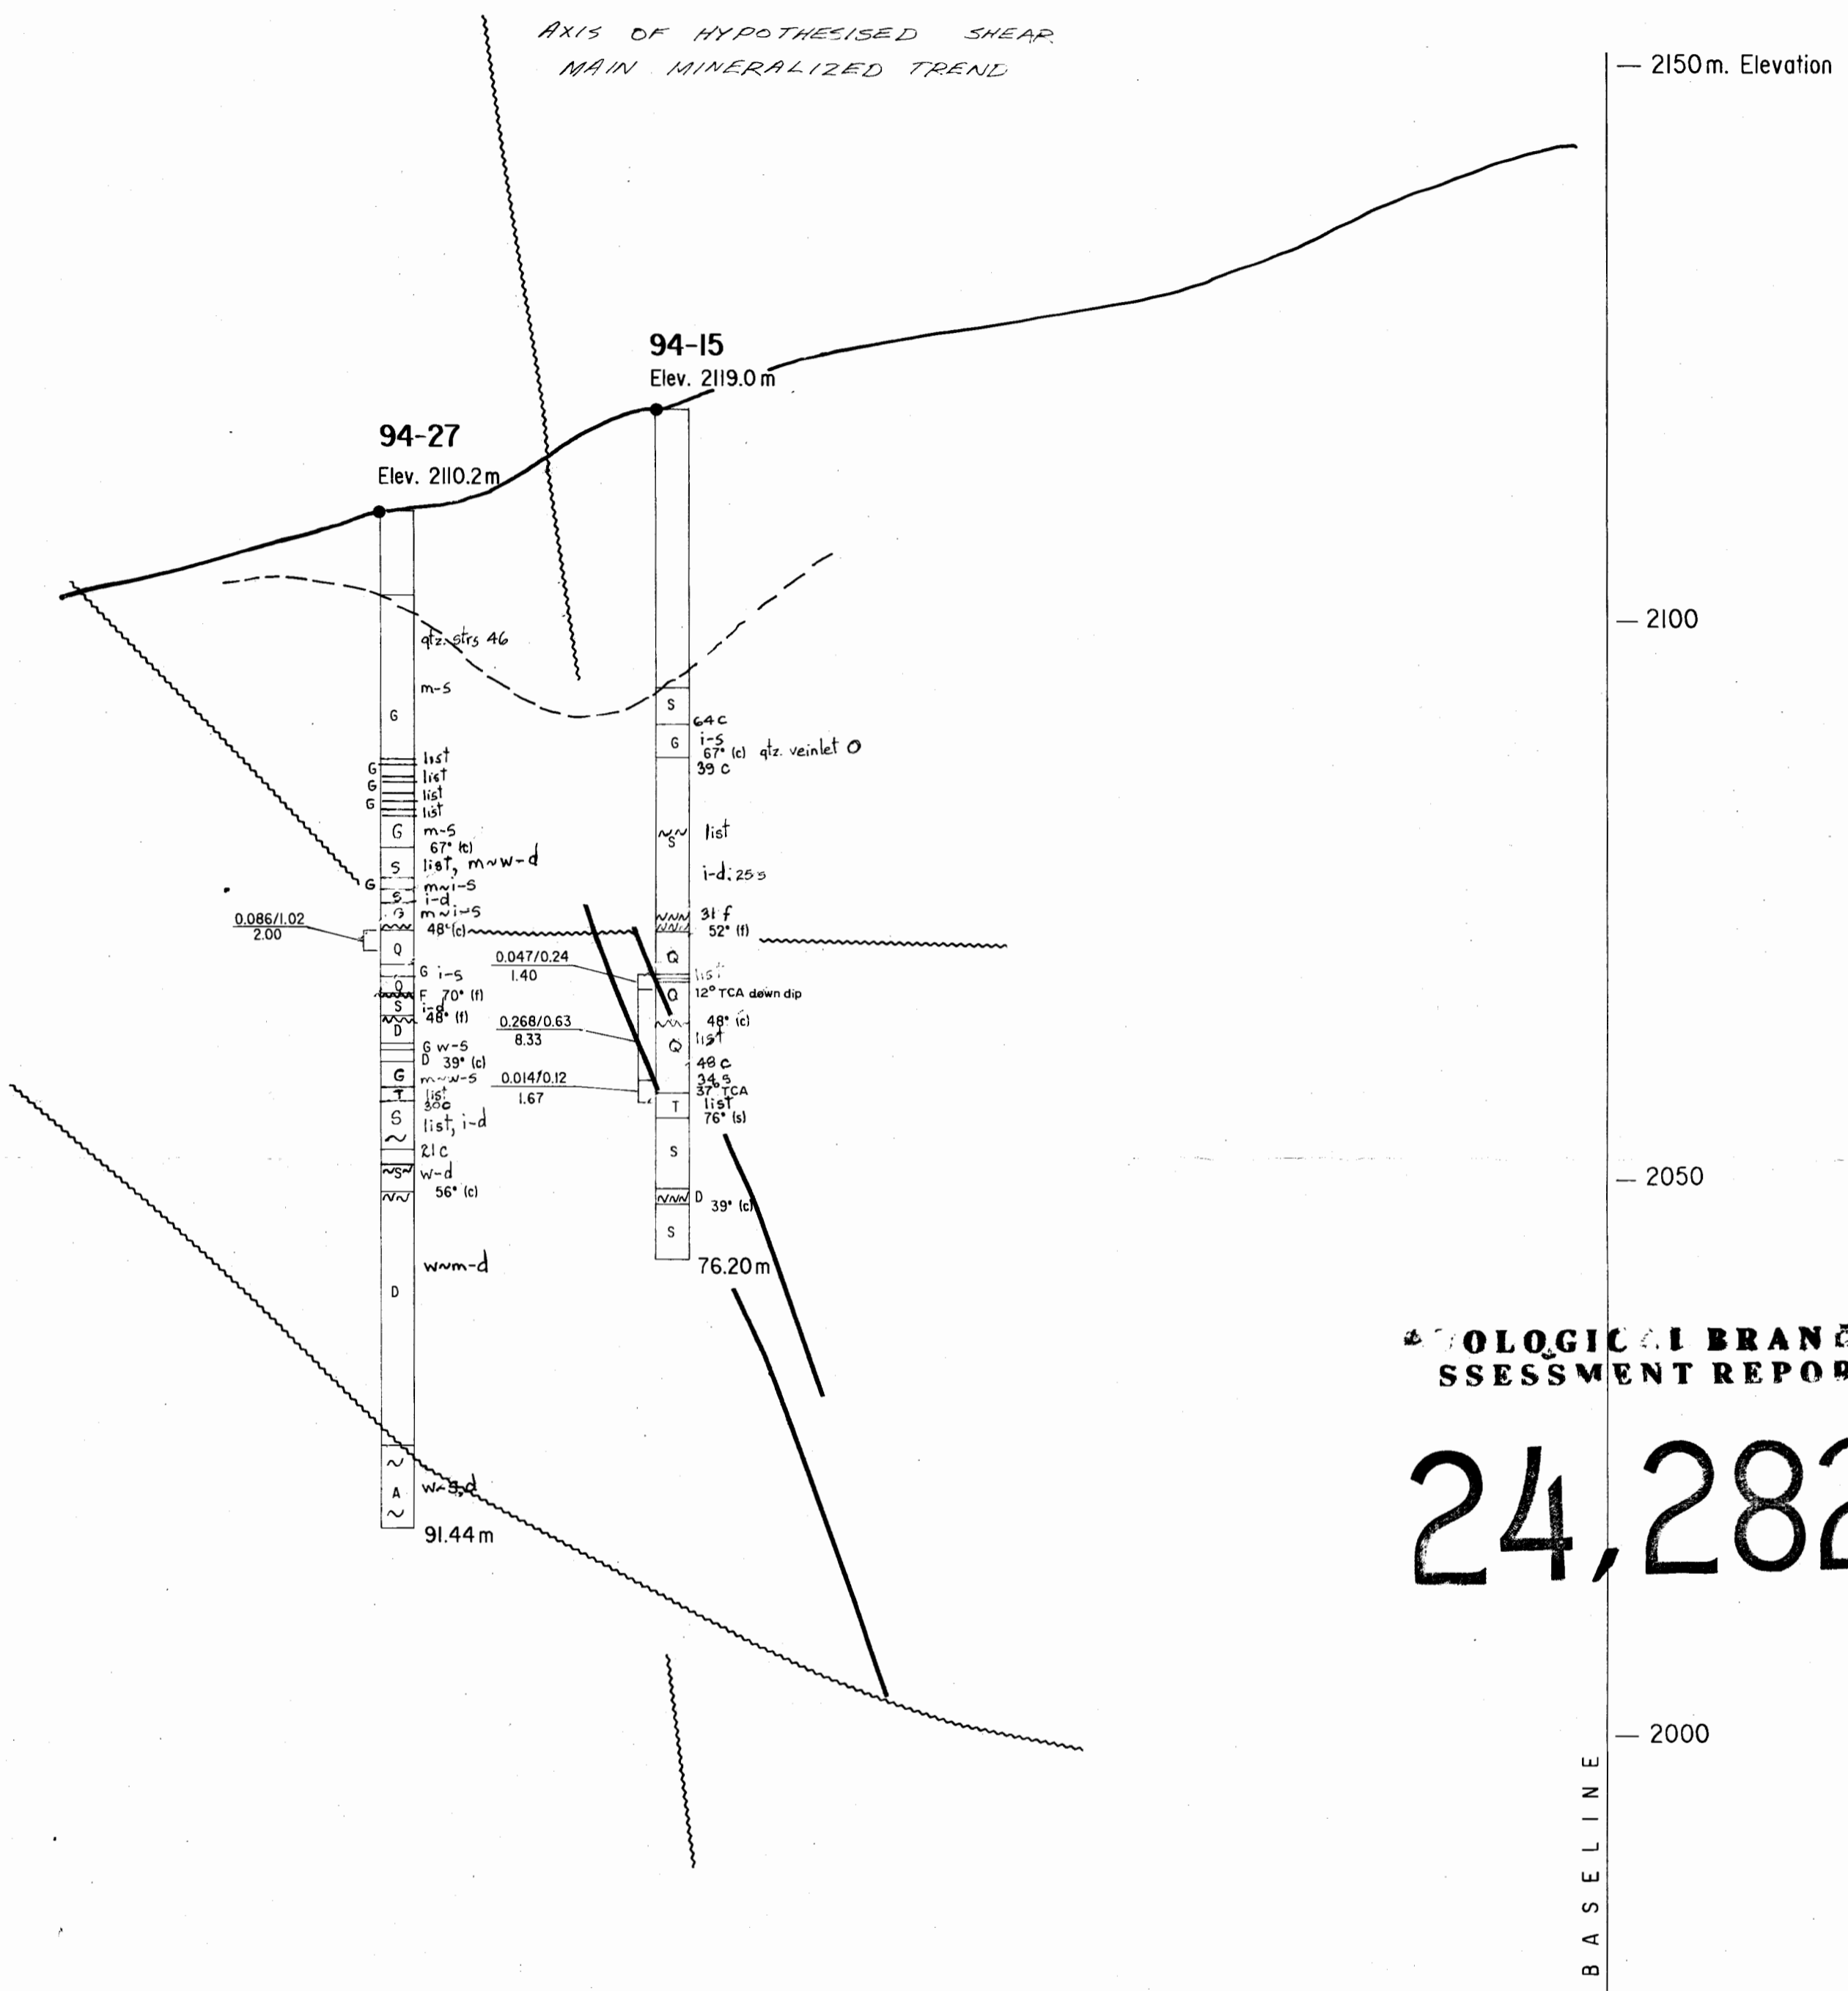 AXIS OF HYPOTHESISED SHEAR
MAIN MINERALIZED TREND
2150 m. Elevation
94-15
Elev. 2119.0 m
94-27
Elev. 2110.2 m
2100
qtz. strs 46
m-s
G
S
64 c
G
i-s
67° (c) qtz. veinlet O
39 c
list
G
list
G
list
G
list
G
m-s
67° (c)
S
list, m~w-d
G
m~i-s
S
i-d
m~i-s
48° (c)
list
S
i-d; 25 s
31 f
52° (f)
0.086/1.02
2.00
Q
Q
G i-s
Q
F 70° (f)
S
i-d
48° (f)
D
G w-s
D 39° (c)
G
m~w-s
T
list
S
list, i-d
21 c
S
w-d
56° (c)
0.047/0.24
1.40
list
Q
12° TCA down dip
48° (c)
0.268/0.63
8.33
Q
list
48 c
34 s
37° TCA
0.014/0.12
1.67
T
list
76° (s)
S
D
39° (c)
S
76.20 m
2050
w~m-d
D
A
91.44 m
OLOGICAL BRAN
SSESSMENT REPOR
24,282
2000
BASELINE